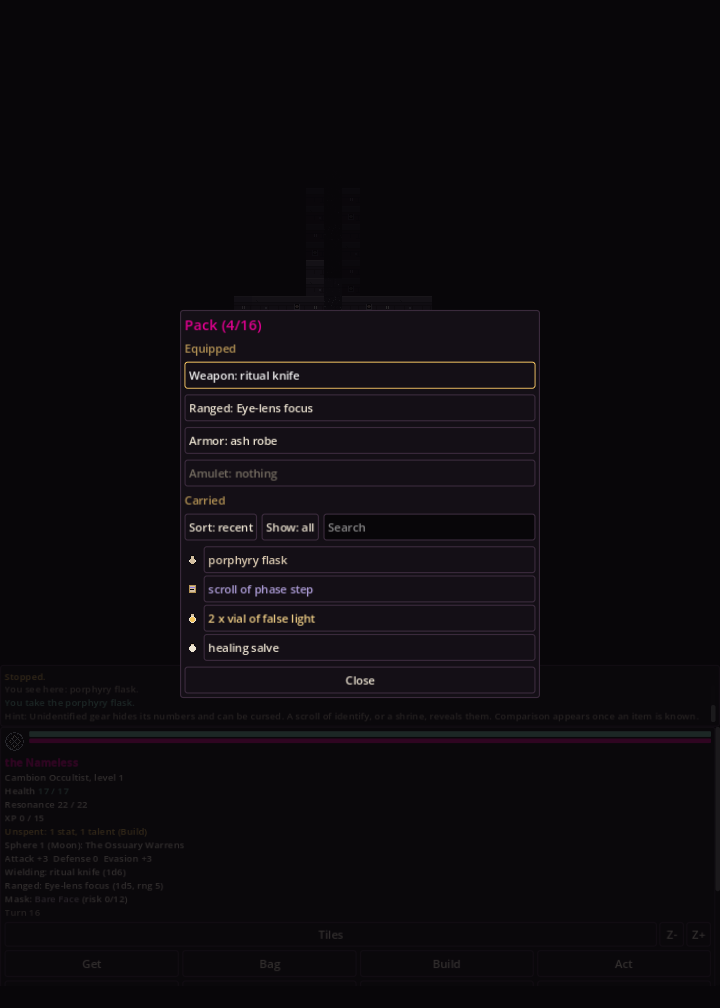 Pack (4/16)
Equipped
Weapon: ritual knife
Ranged: Eye-lens focus
Armor: ash robe
Amulet: nothing
Carried
Sort: recent
Show: all
Search
porphyry flask
scroll of phase step
2 x vial of false light
healing salve
Close
Stopped.
You see here: porphyry flask.
You take the porphyry flask.
Hint: Unidentified gear hides its numbers and can be cursed. A scroll of identify, or a shrine, reveals them. Comparison appears once an item is known.
the Nameless
Cambion Occultist, level 1
Health 17 / 17
Resonance 22 / 22
XP 0 / 15
Unspent: 1 stat, 1 talent (Build)
Sphere 1 (Moon): The Ossuary Warrens
Attack +3 Defense 0 Evasion +3
Wielding: ritual knife (1d6)
Ranged: Eye-lens focus (1d5, rng 5)
Mask: Bare Face (risk 0/12)
Turn 16
Tiles
Z-
Z+
Get
Bag
Build
Act